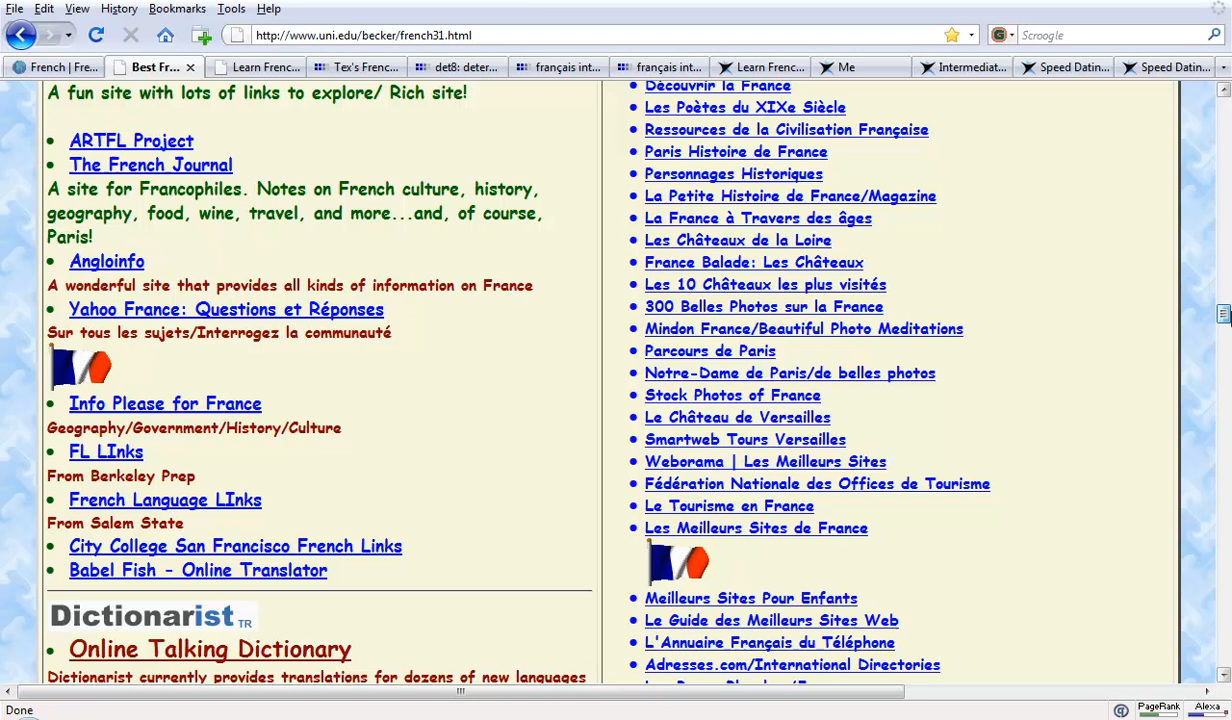 File Edit View History Bookmarks Tools Help
http://www.uni.edu/becker/french31.html
Scroogle
French | Fre...
Best Fr...
Learn Frenc...
Tex's Frenc...
det8: deter...
français int...
français int...
Learn Frenc...
Me
Intermediat...
Speed Datin...
Speed Datin...
A fun site with lots of links to explore/ Rich site!
ARTFL Project
The French Journal
A site for Francophiles. Notes on French culture, history,
geography, food, wine, travel, and more...and, of course,
Paris!
Angloinfo
A wonderful site that provides all kinds of information on France
Yahoo France: Questions et Réponses
Sur tous les sujets/Interrogez la communauté
Info Please for France
Geography/Government/History/Culture
FL LInks
From Berkeley Prep
French Language LInks
From Salem State
City College San Francisco French Links
Babel Fish - Online Translator
Dictionarist TR
Online Talking Dictionary
Dictionarist currently provides translations for dozens of new languages
Découvrir la France
Les Poètes du XIXe Siècle
Ressources de la Civilisation Française
Paris Histoire de France
Personnages Historiques
La Petite Histoire de France/Magazine
La France à Travers des âges
Les Châteaux de la Loire
France Balade: Les Châteaux
Les 10 Châteaux les plus visités
300 Belles Photos sur la France
Mindon France/Beautiful Photo Meditations
Parcours de Paris
Notre-Dame de Paris/de belles photos
Stock Photos of France
Le Château de Versailles
Smartweb Tours Versailles
Weborama | Les Meilleurs Sites
Fédération Nationale des Offices de Tourisme
Le Tourisme en France
Les Meilleurs Sites de France
Meilleurs Sites Pour Enfants
Le Guide des Meilleurs Sites Web
L'Annuaire Français du Téléphone
Adresses.com/International Directories
Done
PageRank
Alexa